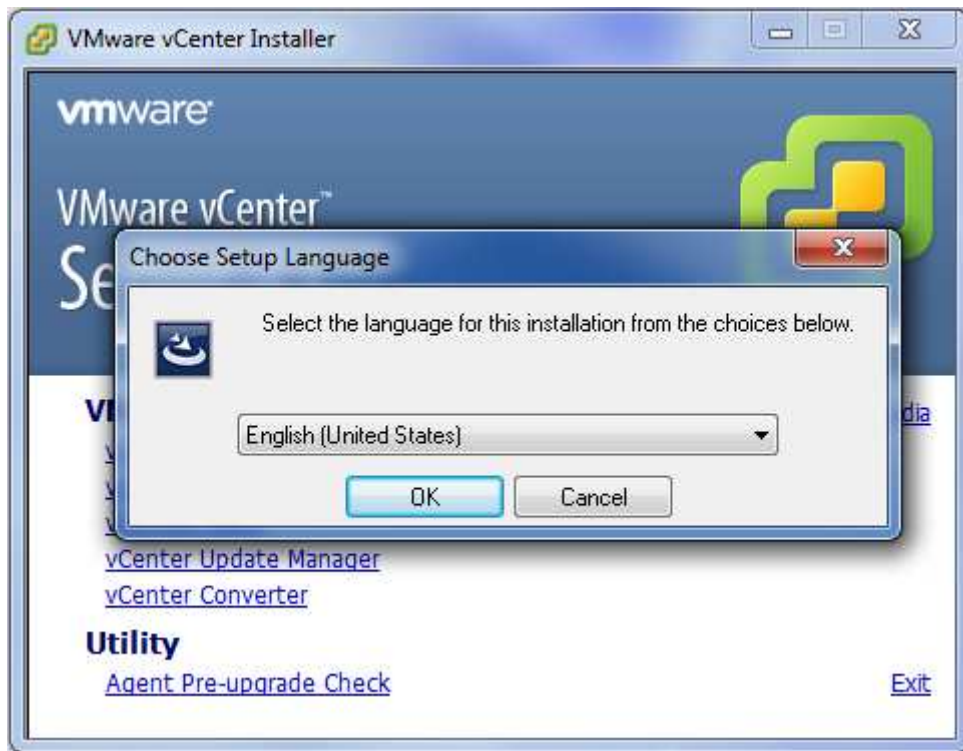 VMware vCenter Installer
vmware
VMware vCenter™
Choose Setup Language
Select the language for this installation from the choices below.
English (United States)
OK
Cancel
vCenter Update Manager
vCenter Converter
Utility
Agent Pre-upgrade Check
Exit